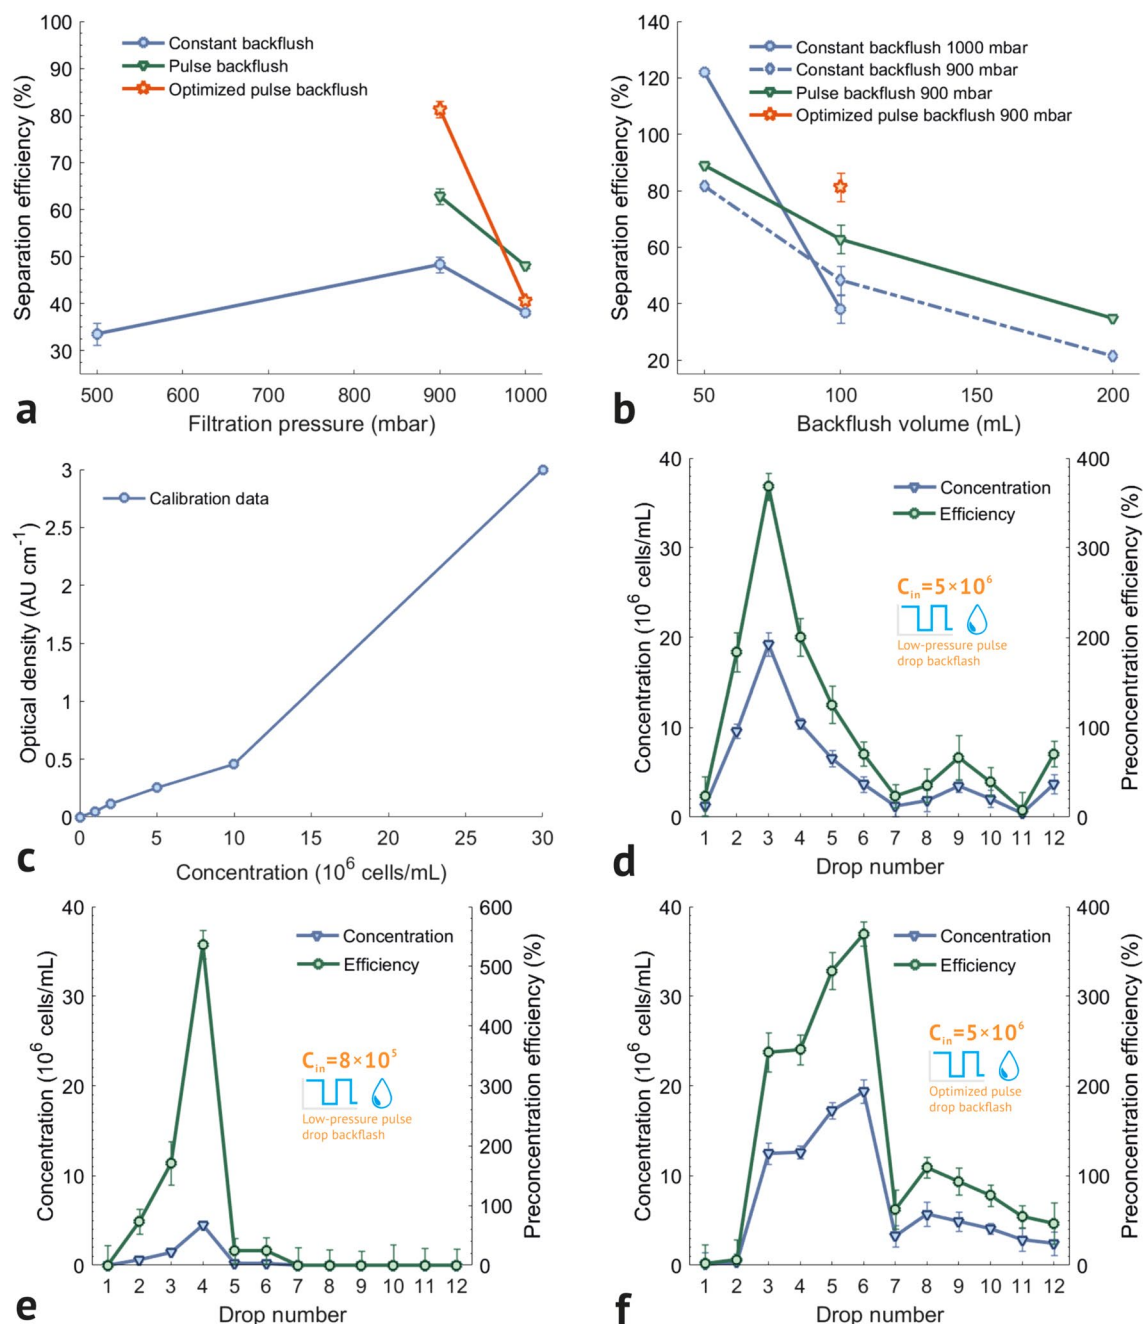 100
90
80
70
60
50
40
30
Separation efficiency (%)
Constant backflush
Pulse backflush
Optimized pulse backflush
500 600 700 800 900 1000
Filtration pressure (mbar)
a
140
120
100
80
60
40
20
Separation efficiency (%)
Constant backflush 1000 mbar
Constant backflush 900 mbar
Pulse backflush 900 mbar
Optimized pulse backflush 900 mbar
50 100 150 200
Backflush volume (mL)
b
3
2.5
2
1.5
1
0.5
0
Optical density (AU cm⁻¹)
Calibration data
0 5 10 15 20 25 30
Concentration (10⁶ cells/mL)
c
40
30
20
10
0
Concentration (10⁶ cells/mL)
Concentration
Efficiency
C_in=5×10⁶
Low-pressure pulse
drop backflash
400
300
200
100
0
Preconcentration efficiency (%)
1 2 3 4 5 6 7 8 9 10 11 12
Drop number
d
40
30
20
10
0
Concentration (10⁶ cells/mL)
Concentration
Efficiency
C_in=8×10⁵
Low-pressure pulse
drop backflash
600
500
400
300
200
100
0
Preconcentration efficiency (%)
1 2 3 4 5 6 7 8 9 10 11 12
Drop number
e
40
30
20
10
0
Concentration (10⁶ cells/mL)
Concentration
Efficiency
C_in=5×10⁶
Optimized pulse
drop backflash
400
300
200
100
0
Preconcentration efficiency (%)
1 2 3 4 5 6 7 8 9 10 11 12
Drop number
f